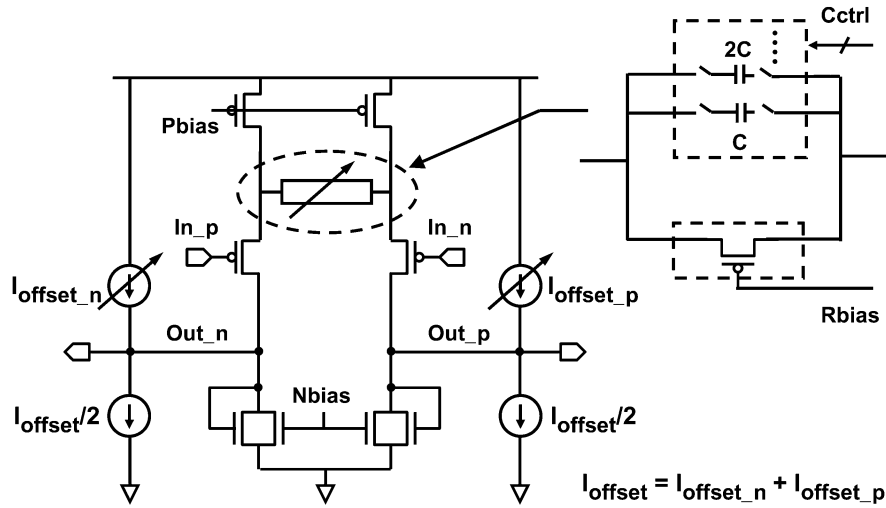 Cctrl
2C
C
Pbias
In_p
In_n
Rbias
Ioffset_n
Ioffset_p
Out_n
Out_p
Nbias
Ioffset/2
Ioffset/2
Ioffset = Ioffset_n + Ioffset_p